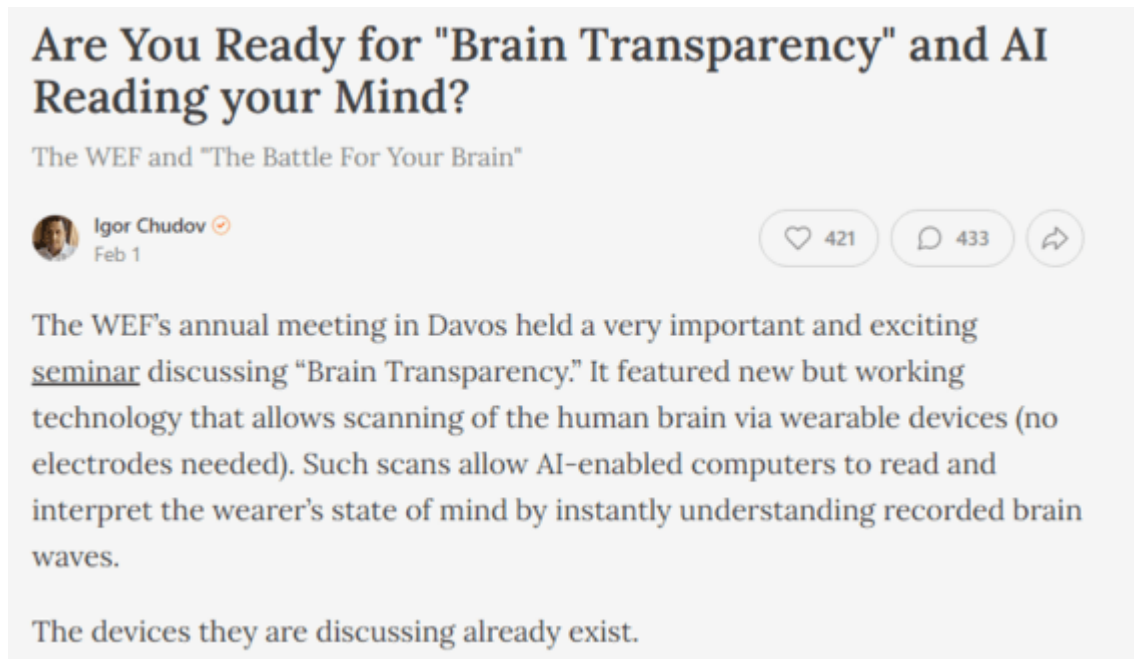 Are You Ready for "Brain Transparency" and AI
Reading your Mind?
The WEF and "The Battle For Your Brain"
Igor Chudov
Feb 1
421
433
The WEF's annual meeting in Davos held a very important and exciting
seminar discussing “Brain Transparency.” It featured new but working
technology that allows scanning of the human brain via wearable devices (no
electrodes needed). Such scans allow AI-enabled computers to read and
interpret the wearer's state of mind by instantly understanding recorded brain
waves.
The devices they are discussing already exist.